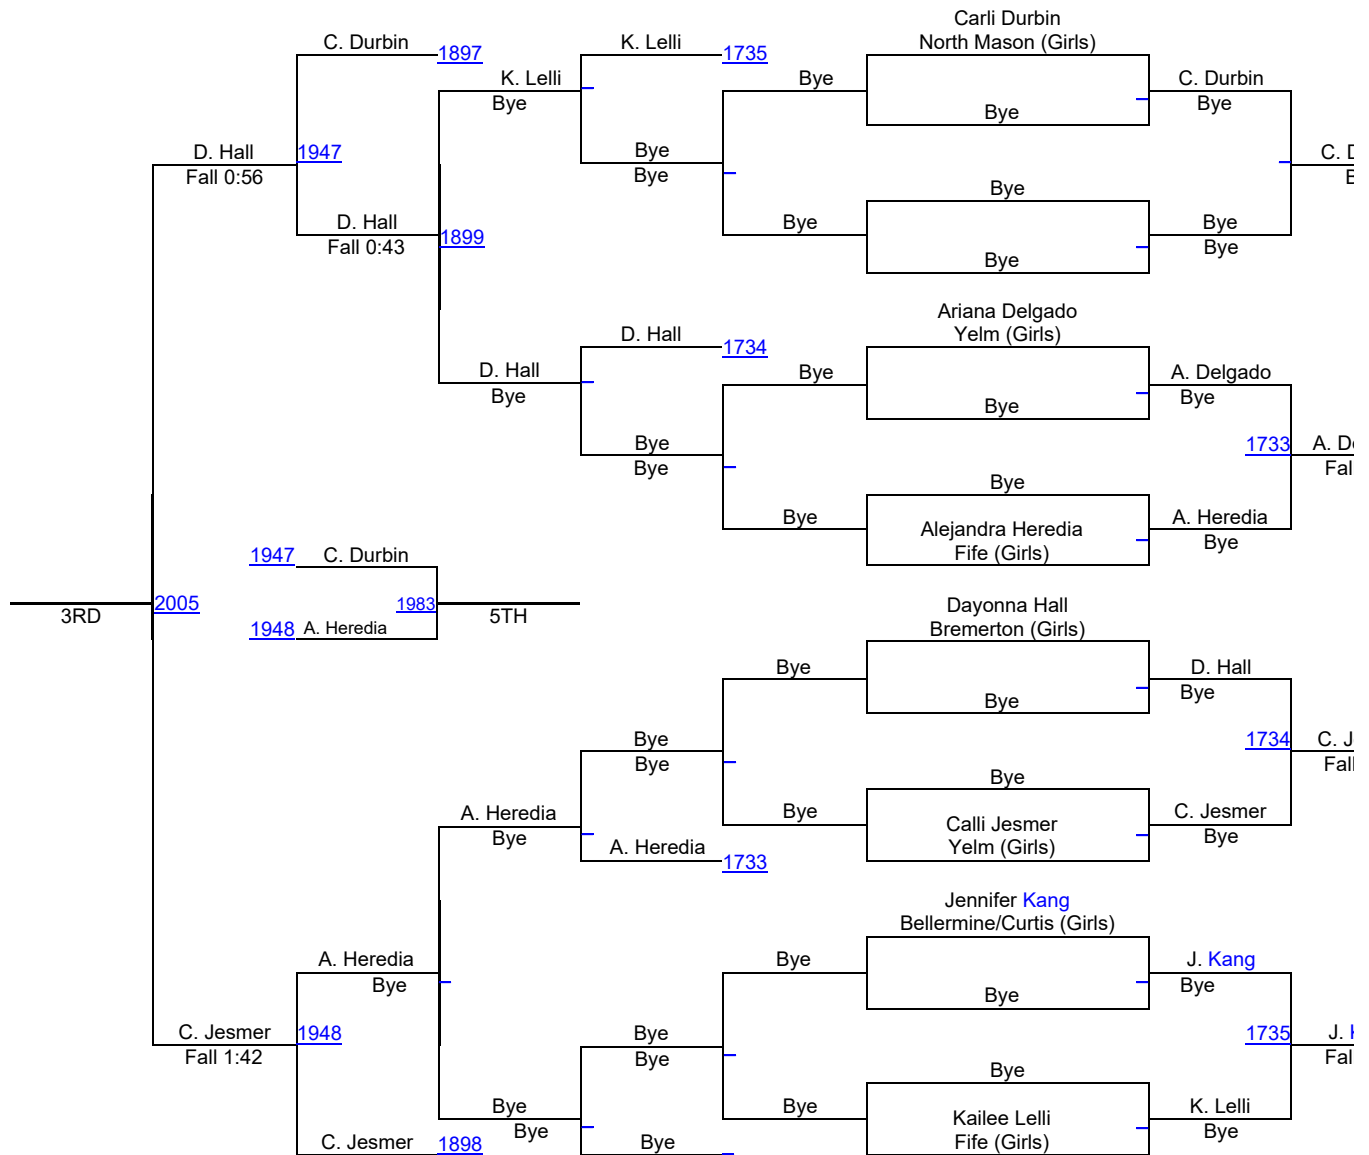 Carli Durbin
C. Durbin
1897
K. Lelli
1735
North Mason (Girls)
K. Lelli
Bye
Bye
C. Durbin
Bye
Bye
Bye
D. Hall
Fall 0:56
1947
Bye
Bye
C. D
Bye
D. Hall
Fall 0:43
1899
Bye
Bye
Bye
Bye
Ariana Delgado
Yelm (Girls)
D. Hall
1734
D. Hall
Bye
Bye
Bye
A. Delgado
Bye
Bye
Bye
1733
A. De
Fal
Bye
Bye
Alejandra Heredia
Fife (Girls)
A. Heredia
Bye
1947
C. Durbin
3RD
2005
1983
5TH
1948
A. Heredia
Dayonna Hall
Bremerton (Girls)
Bye
Bye
D. Hall
Bye
Bye
Bye
1734
C. J
Fall
Bye
A. Heredia
Bye
Bye
Calli Jesmer
Yelm (Girls)
C. Jesmer
Bye
A. Heredia
1733
Jennifer Kang
Bellermine/Curtis (Girls)
A. Heredia
Bye
Bye
Bye
J. Kang
Bye
C. Jesmer
Fall 1:42
1948
Bye
Bye
1735
J.
Fal
Bye
Bye
Bye
Bye
Kailee Lelli
Fife (Girls)
K. Lelli
Bye
C. Jesmer
1898
Bye